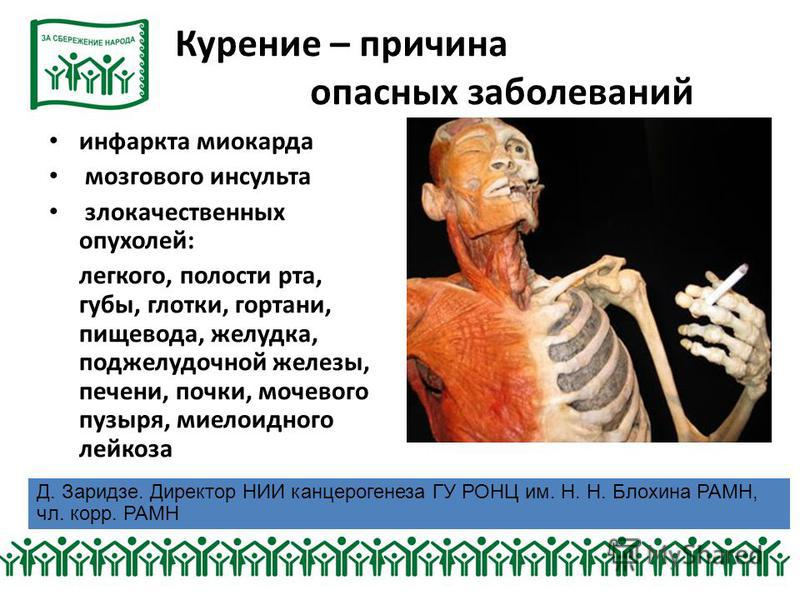 ЗА СБЕРЕЖЕНИЕ НАРОДА
Курение – причина
опасных заболеваний
• инфаркта миокарда
• мозгового инсульта
• злокачественных
опухолей:
легкого, полости рта,
губы, глотки, гортани,
пищевода, желудка,
поджелудочной железы,
печени, почки, мочевого
пузыря, миелоидного
лейкоза
Д. Заридзе. Директор НИИ канцерогенеза ГУ РОНЦ им. Н. Н. Блохина РАМН,
чл. корр. РАМН
MyShared